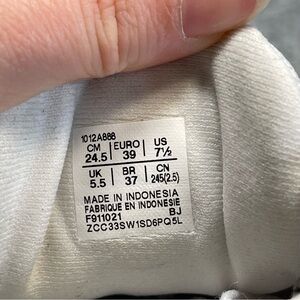 1012A888
CM | EURO | US
24.5 | 39 | 7½
UK | BR | CN
5.5 | 37 | 245(2.5)
MADE IN INDONESIA
FABRIQUE EN INDONESIE
F911021 BJ
ZCC33SW1SD6PQ5L